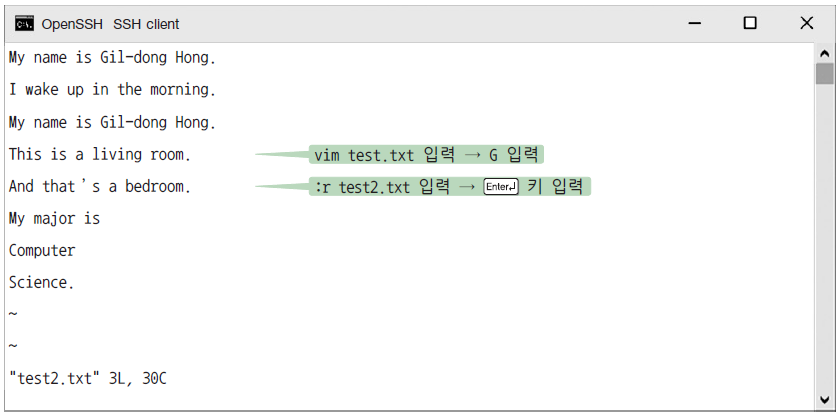 OpenSSH SSH client
My name is Gil-dong Hong.
I wake up in the morning.
My name is Gil-dong Hong.
This is a living room. vim test.txt 입력 → G 입력
And that's a bedroom. :r test2.txt 입력 → Enter↵ 키 입력
My major is
Computer
Science.
~
~
"test2.txt" 3L, 30C